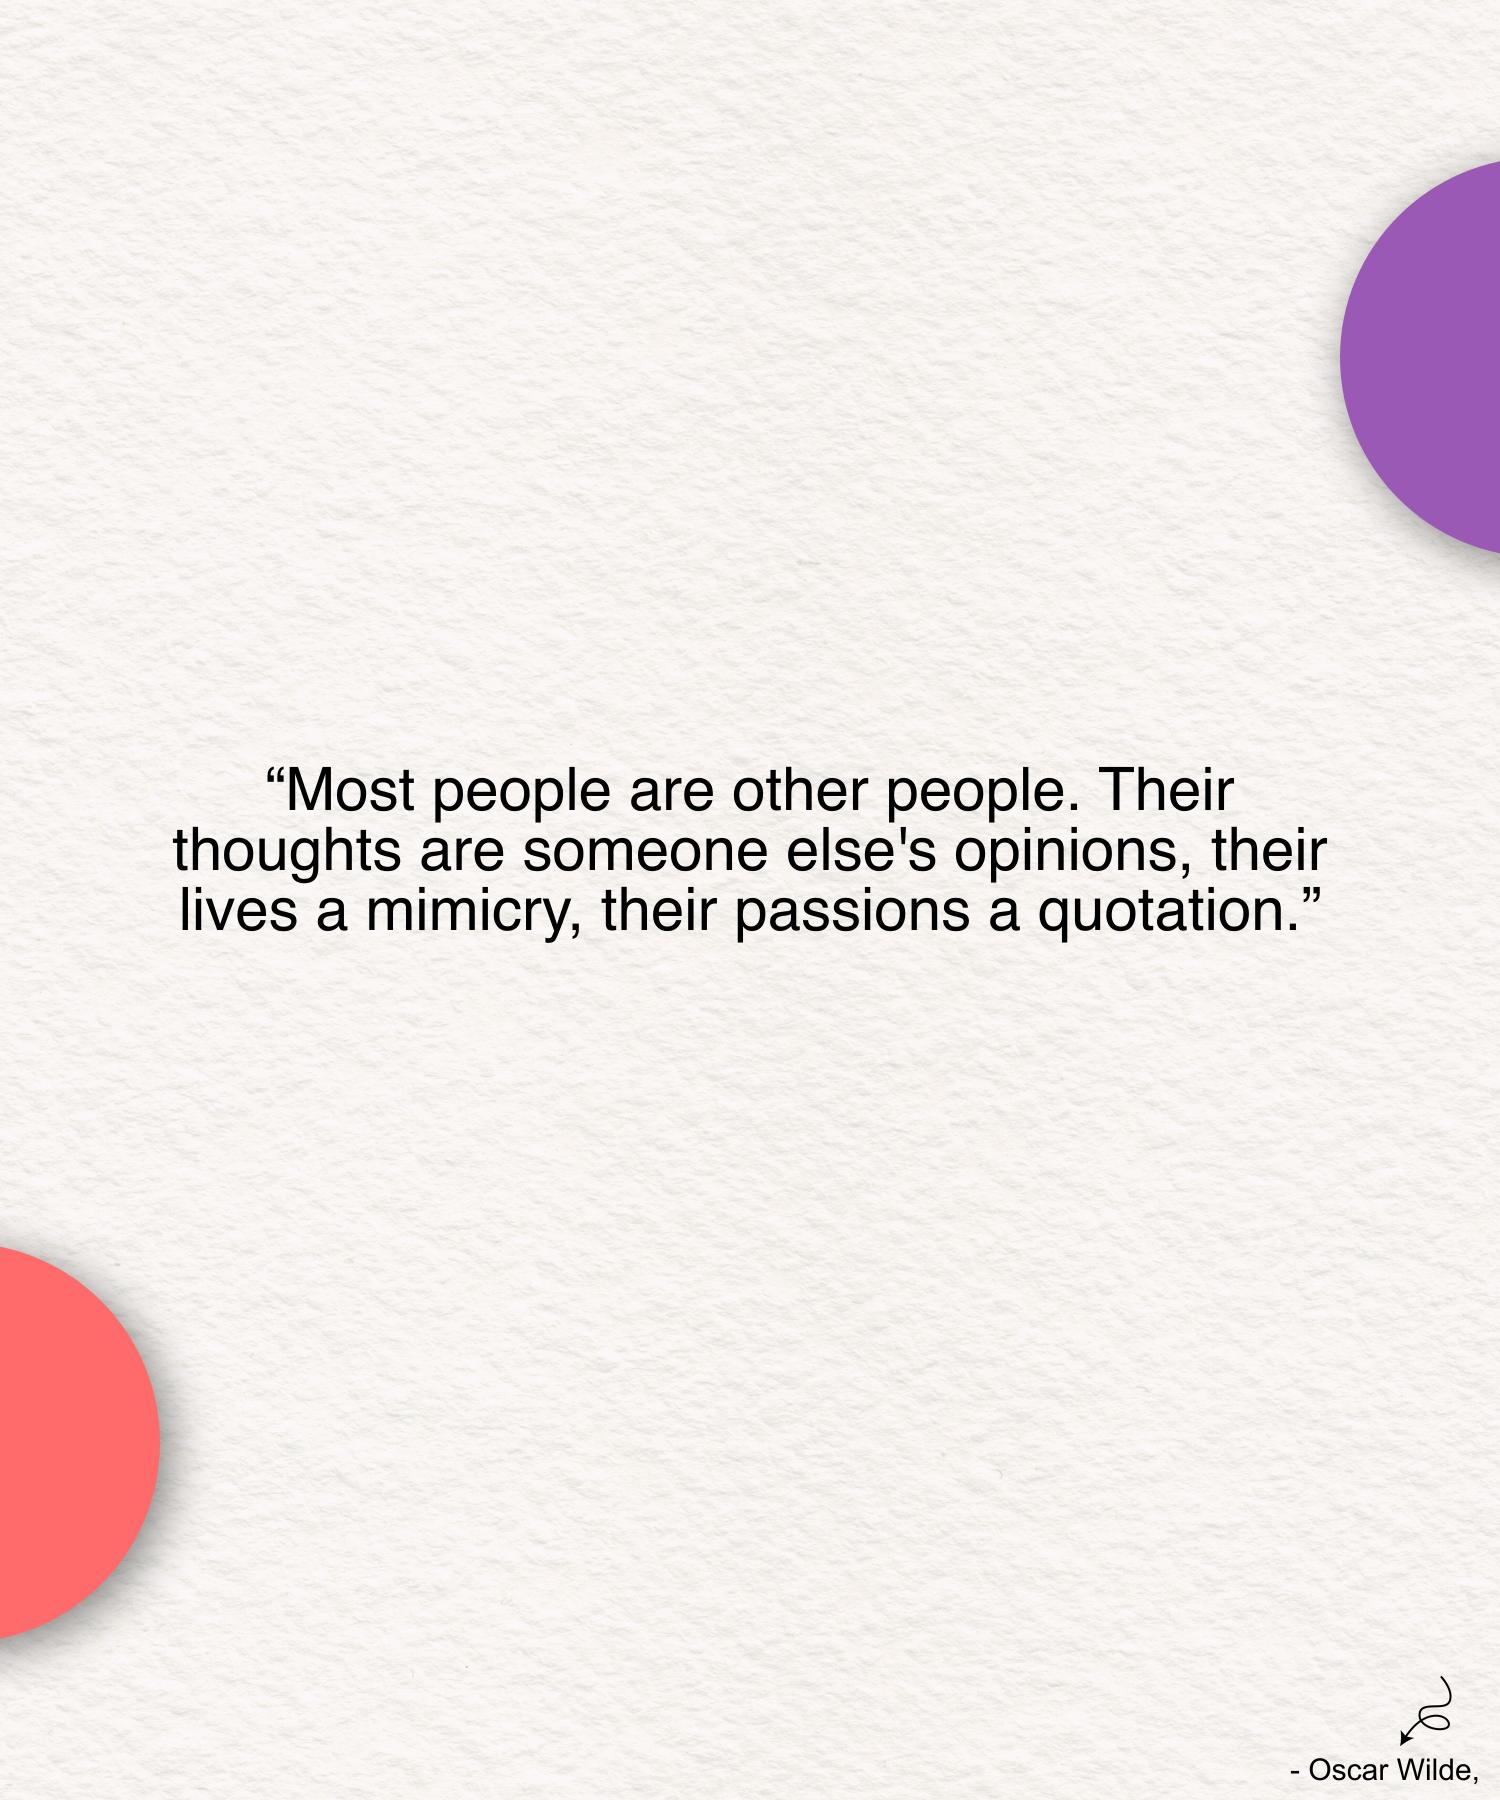 “Most people are other people. Their
thoughts are someone else's opinions, their
lives a mimicry, their passions a quotation.”
- Oscar Wilde,